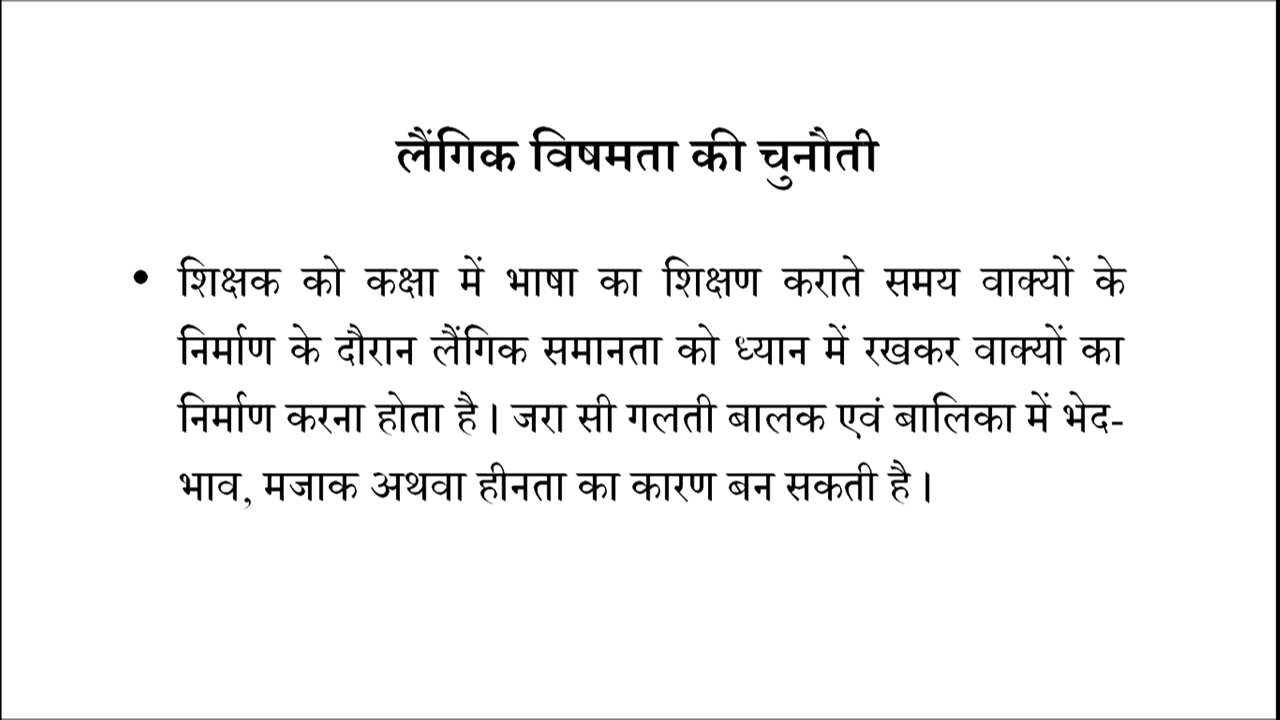 लैंगिक विषमता की चुनौती
• शिक्षक को कक्षा में भाषा का शिक्षण कराते समय वाक्यों के
निर्माण के दौरान लैंगिक समानता को ध्यान में रखकर वाक्यों का
निर्माण करना होता है। जरा सी गलती बालक एवं बालिका में भेद-
भाव, मजाक अथवा हीनता का कारण बन सकती है।